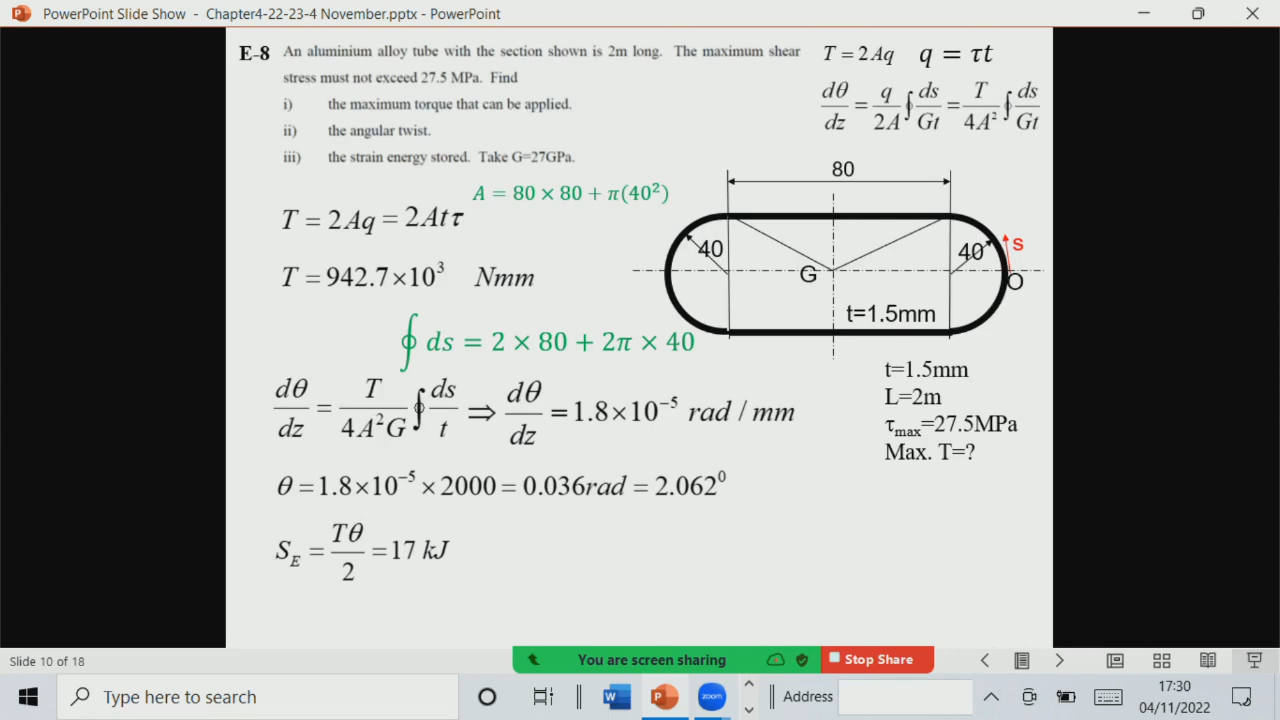 PowerPoint Slide Show - Chapter4-22-23-4 November.pptx - PowerPoint
E-8 An aluminium alloy tube with the section shown is 2m long. The maximum shear
stress must not exceed 27.5 MPa. Find
i) the maximum torque that can be applied.
ii) the angular twist.
iii) the strain energy stored. Take G=27GPa.
T = 2Aq q = τt
dθ/dz = q/2A ∮ ds/Gt = T/4A² ∮ ds/Gt
A = 80 × 80 + π(40²)
T = 2Aq = 2Atτ
T = 942.7×10³ Nmm
80
40
40
s
G
O
t=1.5mm
∮ ds = 2 × 80 + 2π × 40
dθ/dz = T/4A²G ∮ ds/t ⇒ dθ/dz = 1.8×10⁻⁵ rad / mm
t=1.5mm
L=2m
τmax=27.5MPa
Max. T=?
θ = 1.8×10⁻⁵ × 2000 = 0.036rad = 2.062⁰
S_E = Tθ/2 = 17 kJ
Slide 10 of 18
You are screen sharing
Stop Share
Type here to search
W
P
zoom
Address
17:30
04/11/2022